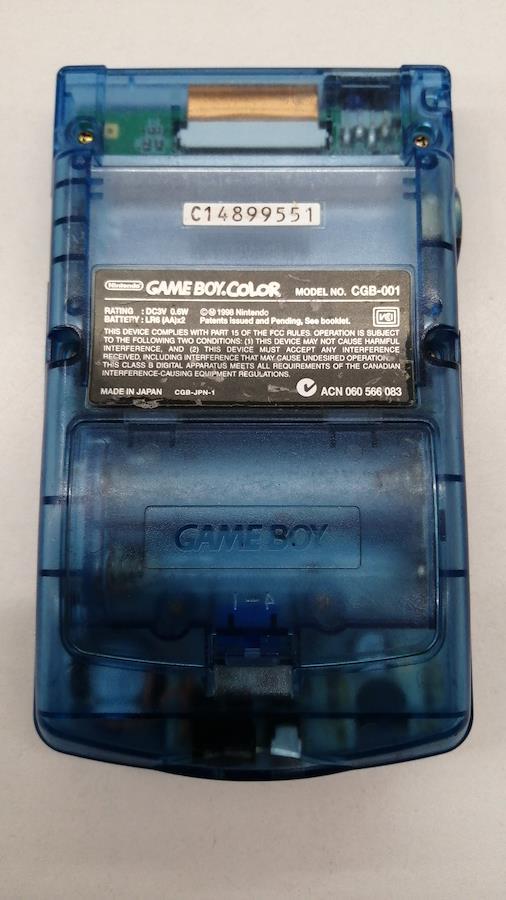 C14899551
Nintendo GAME BOY COLOR MODEL NO. CGB-001
RATING : DC3V 0.6W ©Ⓜ1998 Nintendo
BATTERY : LR6 (AA)x2 Patents issued and Pending, See booklet.
THIS DEVICE COMPLIES WITH PART 15 OF THE FCC RULES. OPERATION IS SUBJECT
TO THE FOLLOWING TWO CONDITIONS: (1) THIS DEVICE MAY NOT CAUSE HARMFUL
INTERFERENCE, AND (2) THIS DEVICE MUST ACCEPT ANY INTERFERENCE
RECEIVED, INCLUDING INTERFERENCE THAT MAY CAUSE UNDESIRED OPERATION.
THIS CLASS B DIGITAL APPARATUS MEETS ALL REQUIREMENTS OF THE CANADIAN
INTERFERENCE-CAUSING EQUIPMENT REGULATIONS.
MADE IN JAPAN CGB-JPN-1 ACN 060 566 083
GAME BOY